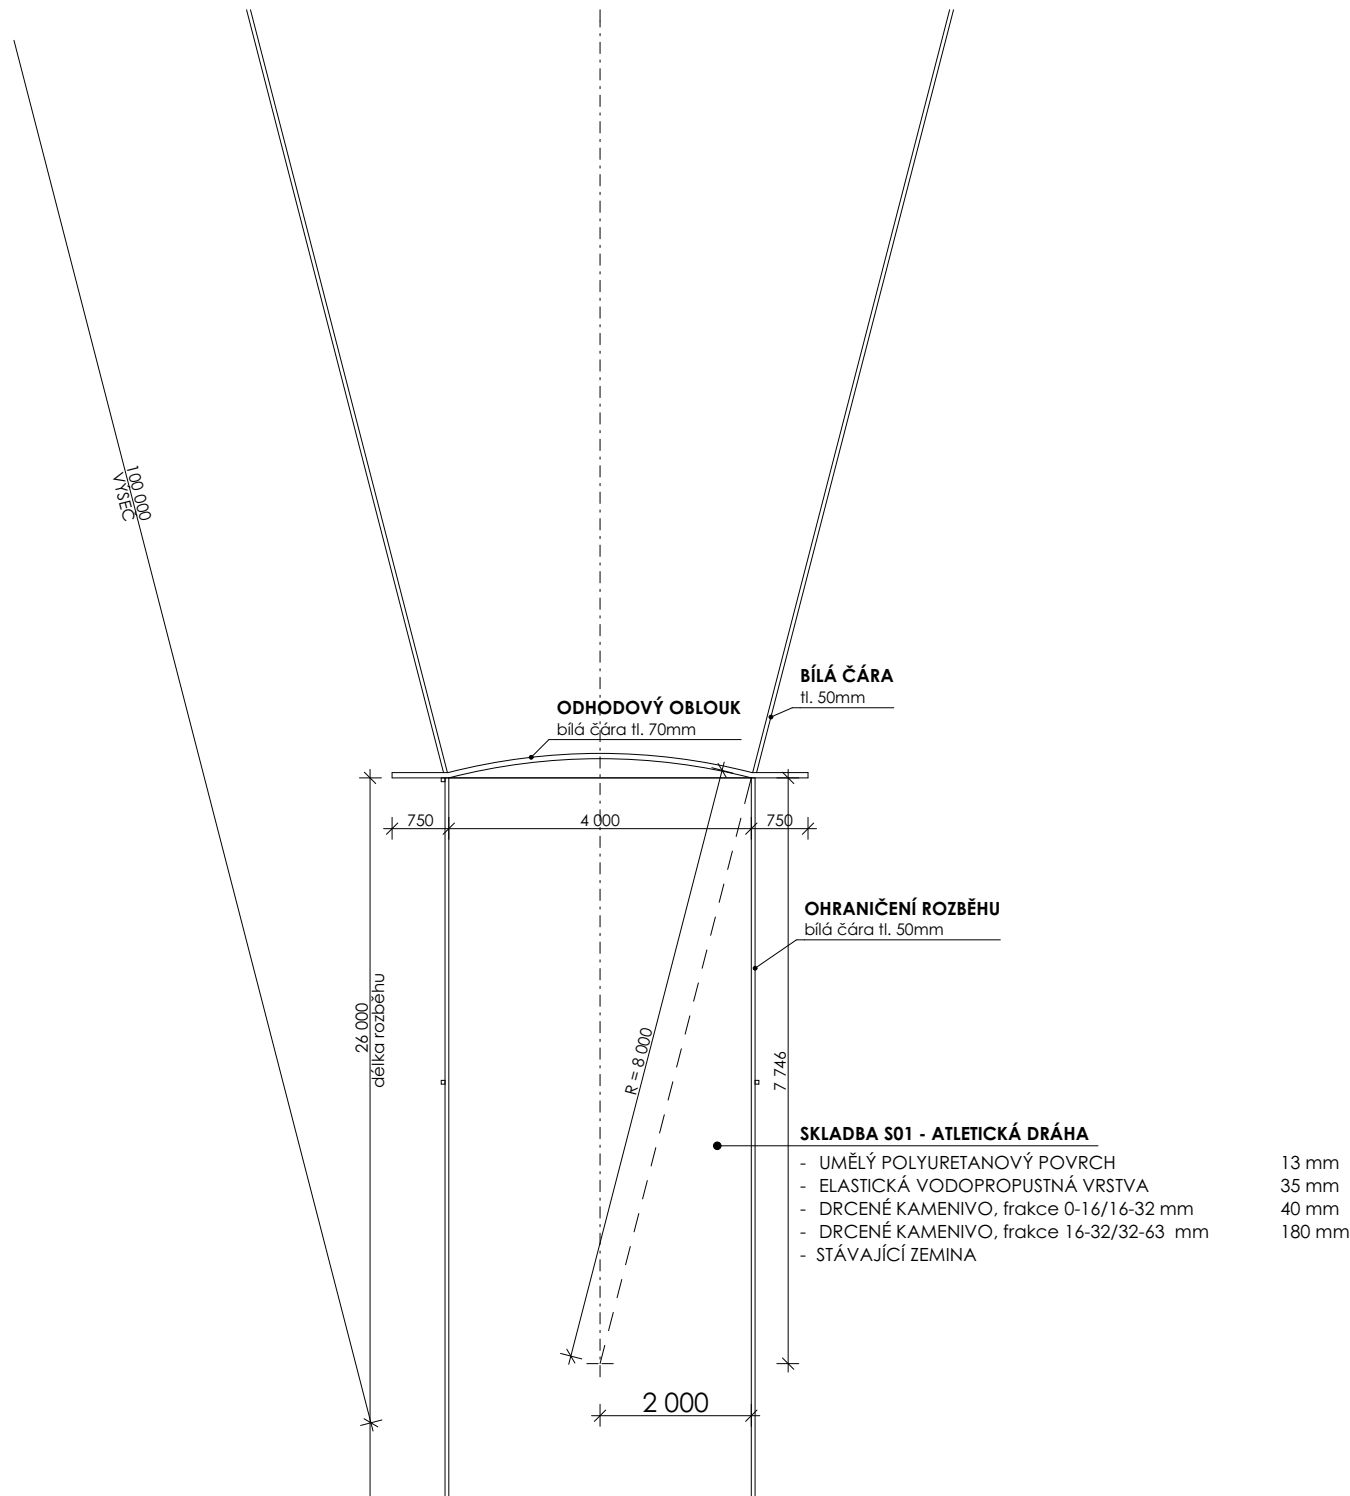 100 000
VÝSEČ
BÍLÁ ČÁRA
tl. 50mm
ODHODOVÝ OBLOUK
bílá čára tl. 70mm
750
4 000
750
OHRANIČENÍ ROZBĚHU
bílá čára tl. 50mm
26 000
délka rozběhu
R = 8 000
7 746
SKLADBA S01 - ATLETICKÁ DRÁHA
- UMĚLÝ POLYURETANOVÝ POVRCH 13 mm
- ELASTICKÁ VODOPROPUSTNÁ VRSTVA 35 mm
- DRCENÉ KAMENIVO, frakce 0-16/16-32 mm 40 mm
- DRCENÉ KAMENIVO, frakce 16-32/32-63 mm 180 mm
- STÁVAJÍCÍ ZEMINA
2 000